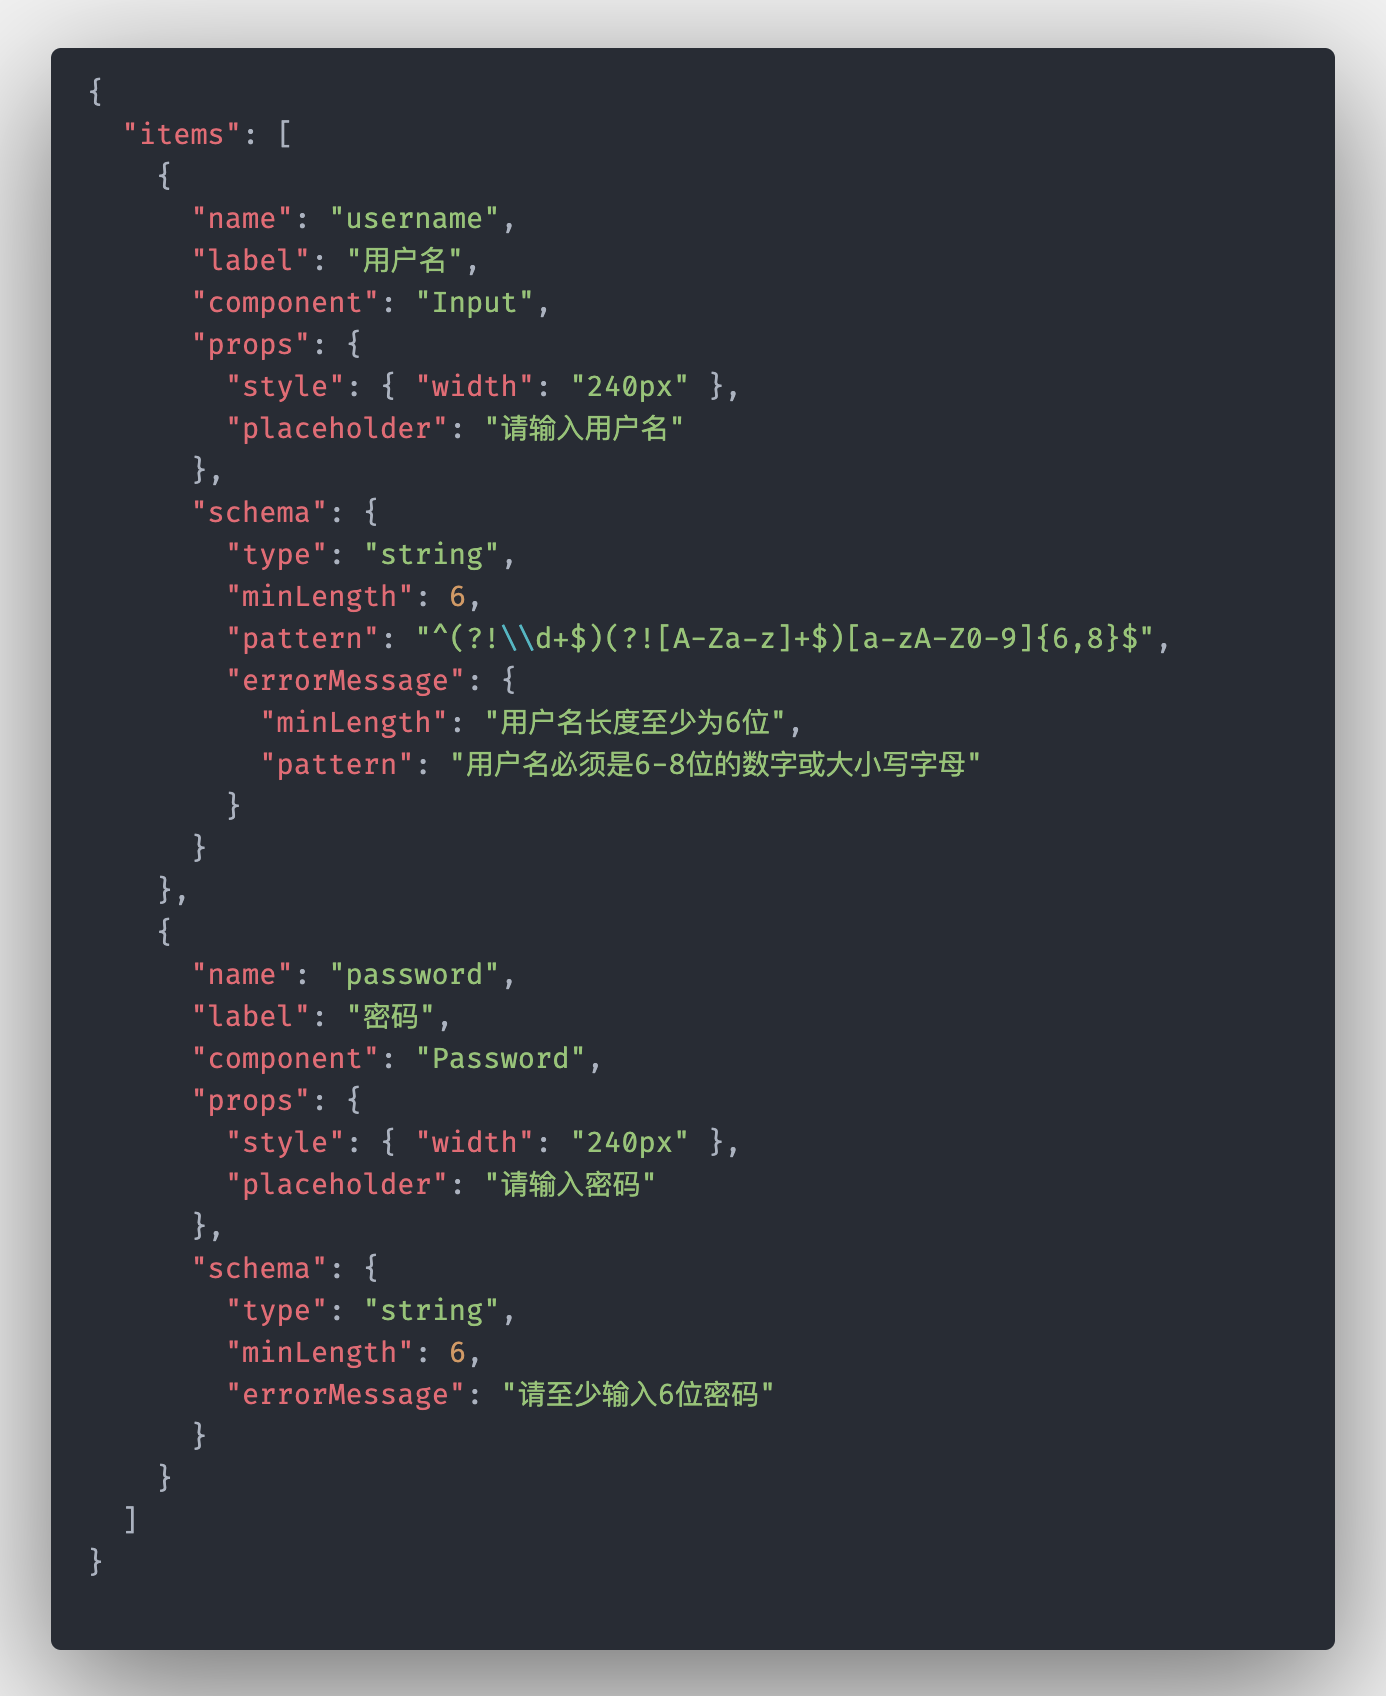 {
  "items": [
    {
      "name": "username",
      "label": "用户名",
      "component": "Input",
      "props": {
        "style": { "width": "240px" },
        "placeholder": "请输入用户名"
      },
      "schema": {
        "type": "string",
        "minLength": 6,
        "pattern": "^(?!\\d+$)(?![A-Za-z]+$)[a-zA-Z0-9]{6,8}$",
        "errorMessage": {
          "minLength": "用户名长度至少为6位",
          "pattern": "用户名必须是6-8位的数字或大小写字母"
        }
      }
    },
    {
      "name": "password",
      "label": "密码",
      "component": "Password",
      "props": {
        "style": { "width": "240px" },
        "placeholder": "请输入密码"
      },
      "schema": {
        "type": "string",
        "minLength": 6,
        "errorMessage": "请至少输入6位密码"
      }
    }
  ]
}